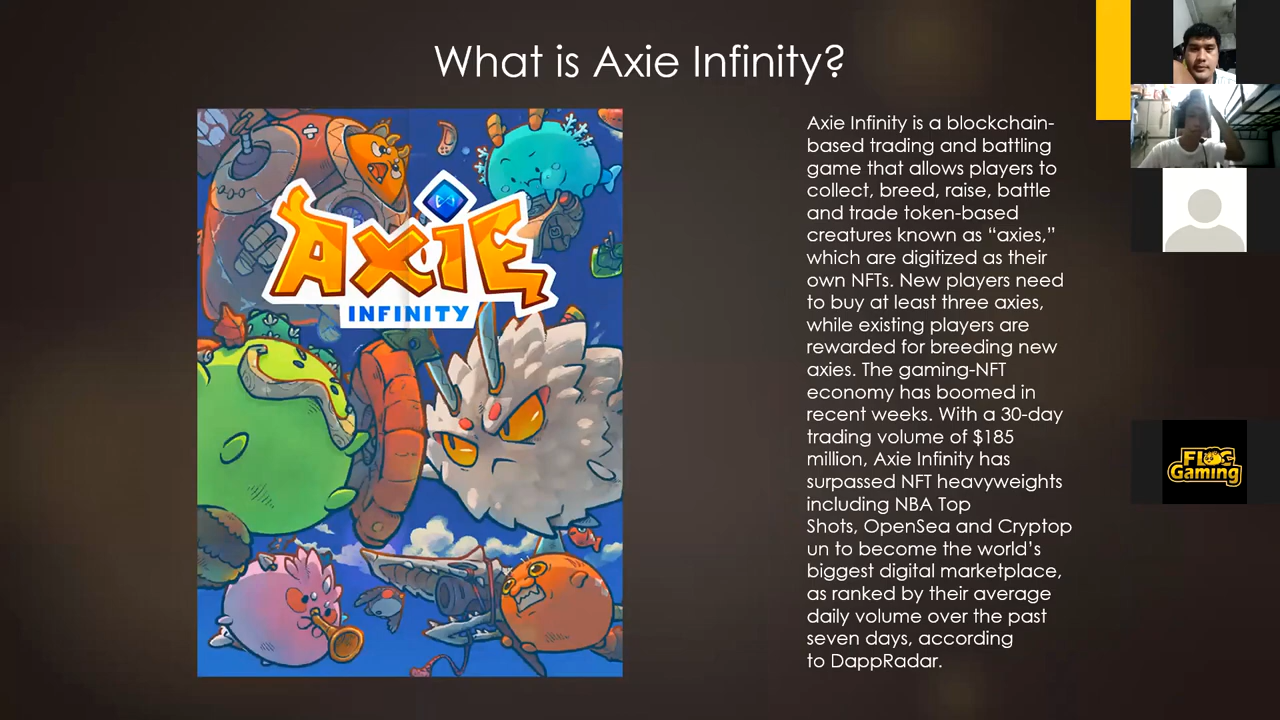 What is Axie Infinity?
AXIE
INFINITY
Axie Infinity is a blockchain-
based trading and battling
game that allows players to
collect, breed, raise, battle
and trade token-based
creatures known as “axies,”
which are digitized as their
own NFTs. New players need
to buy at least three axies,
while existing players are
rewarded for breeding new
axies. The gaming-NFT
economy has boomed in
recent weeks. With a 30-day
trading volume of $185
million, Axie Infinity has
surpassed NFT heavyweights
including NBA Top
Shots, OpenSea and Cryptop
un to become the world’s
biggest digital marketplace,
as ranked by their average
daily volume over the past
seven days, according
to DappRadar.
Gaming